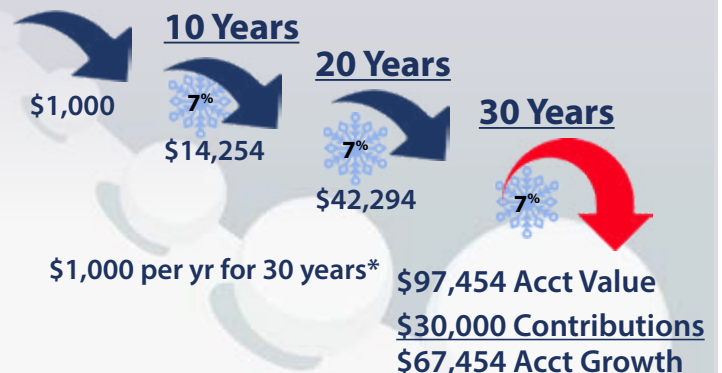 $1,000
10 Years
7%
$14,254
20 Years
7%
$42,294
30 Years
7%
$1,000 per yr for 30 years*
$97,454 Acct Value
$30,000 Contributions
$67,454 Acct Growth